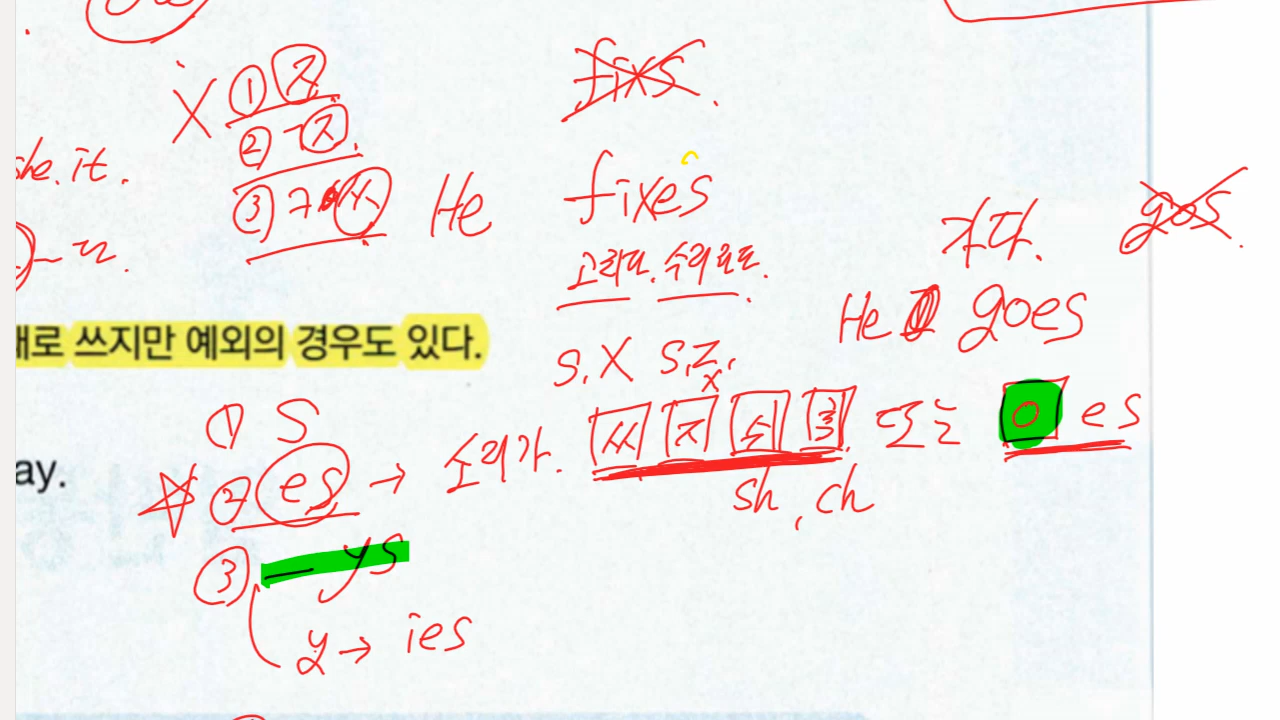 X ① ㅈ
② ㄱㅈ
③ ㄱㅆ
fixs.
she. it.
He fixes
고치다. 수리하다.
가다. gos.
He goes
대로 쓰지만 예외의 경우도 있다.
s. X s, z,
x
① S
② es → 소리가. ㅆ ㅈ 쉬 취 또는 o es
sh, ch
ay.
③ ― ys
y → ies